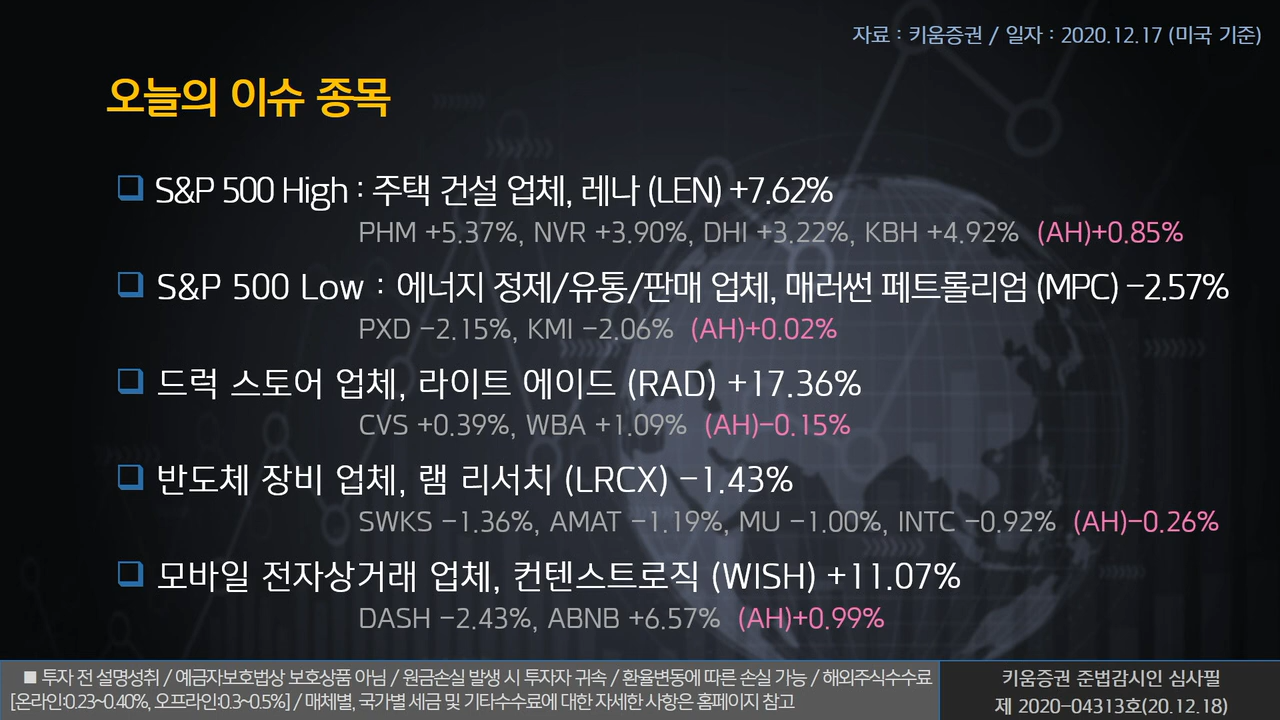 자료 : 키움증권 / 일자 : 2020.12.17 (미국 기준)
오늘의 이슈 종목
❑ S&P 500 High : 주택 건설 업체, 레나 (LEN) +7.62%
PHM +5.37%, NVR +3.90%, DHI +3.22%, KBH +4.92% (AH)+0.85%
❑ S&P 500 Low : 에너지 정제/유통/판매 업체, 매러썬 페트롤리엄 (MPC) -2.57%
PXD -2.15%, KMI -2.06% (AH)+0.02%
❑ 드럭 스토어 업체, 라이트 에이드 (RAD) +17.36%
CVS +0.39%, WBA +1.09% (AH)-0.15%
❑ 반도체 장비 업체, 램 리서치 (LRCX) -1.43%
SWKS -1.36%, AMAT -1.19%, MU -1.00%, INTC -0.92% (AH)-0.26%
❑ 모바일 전자상거래 업체, 컨텐스트로직 (WISH) +11.07%
DASH -2.43%, ABNB +6.57% (AH)+0.99%
■ 투자 전 설명성취 / 예금자보호법상 보호상품 아님 / 원금손실 발생 시 투자자 귀속 / 환율변동에 따른 손실 가능 / 해외주식수수료
[온라인:0.23~0.40%, 오프라인:0.3~0.5%] / 매체별, 국가별 세금 및 기타수수료에 대한 자세한 사항은 홈페이지 참고
키움증권 준법감시인 심사필
제 2020-04313호(20.12.18)